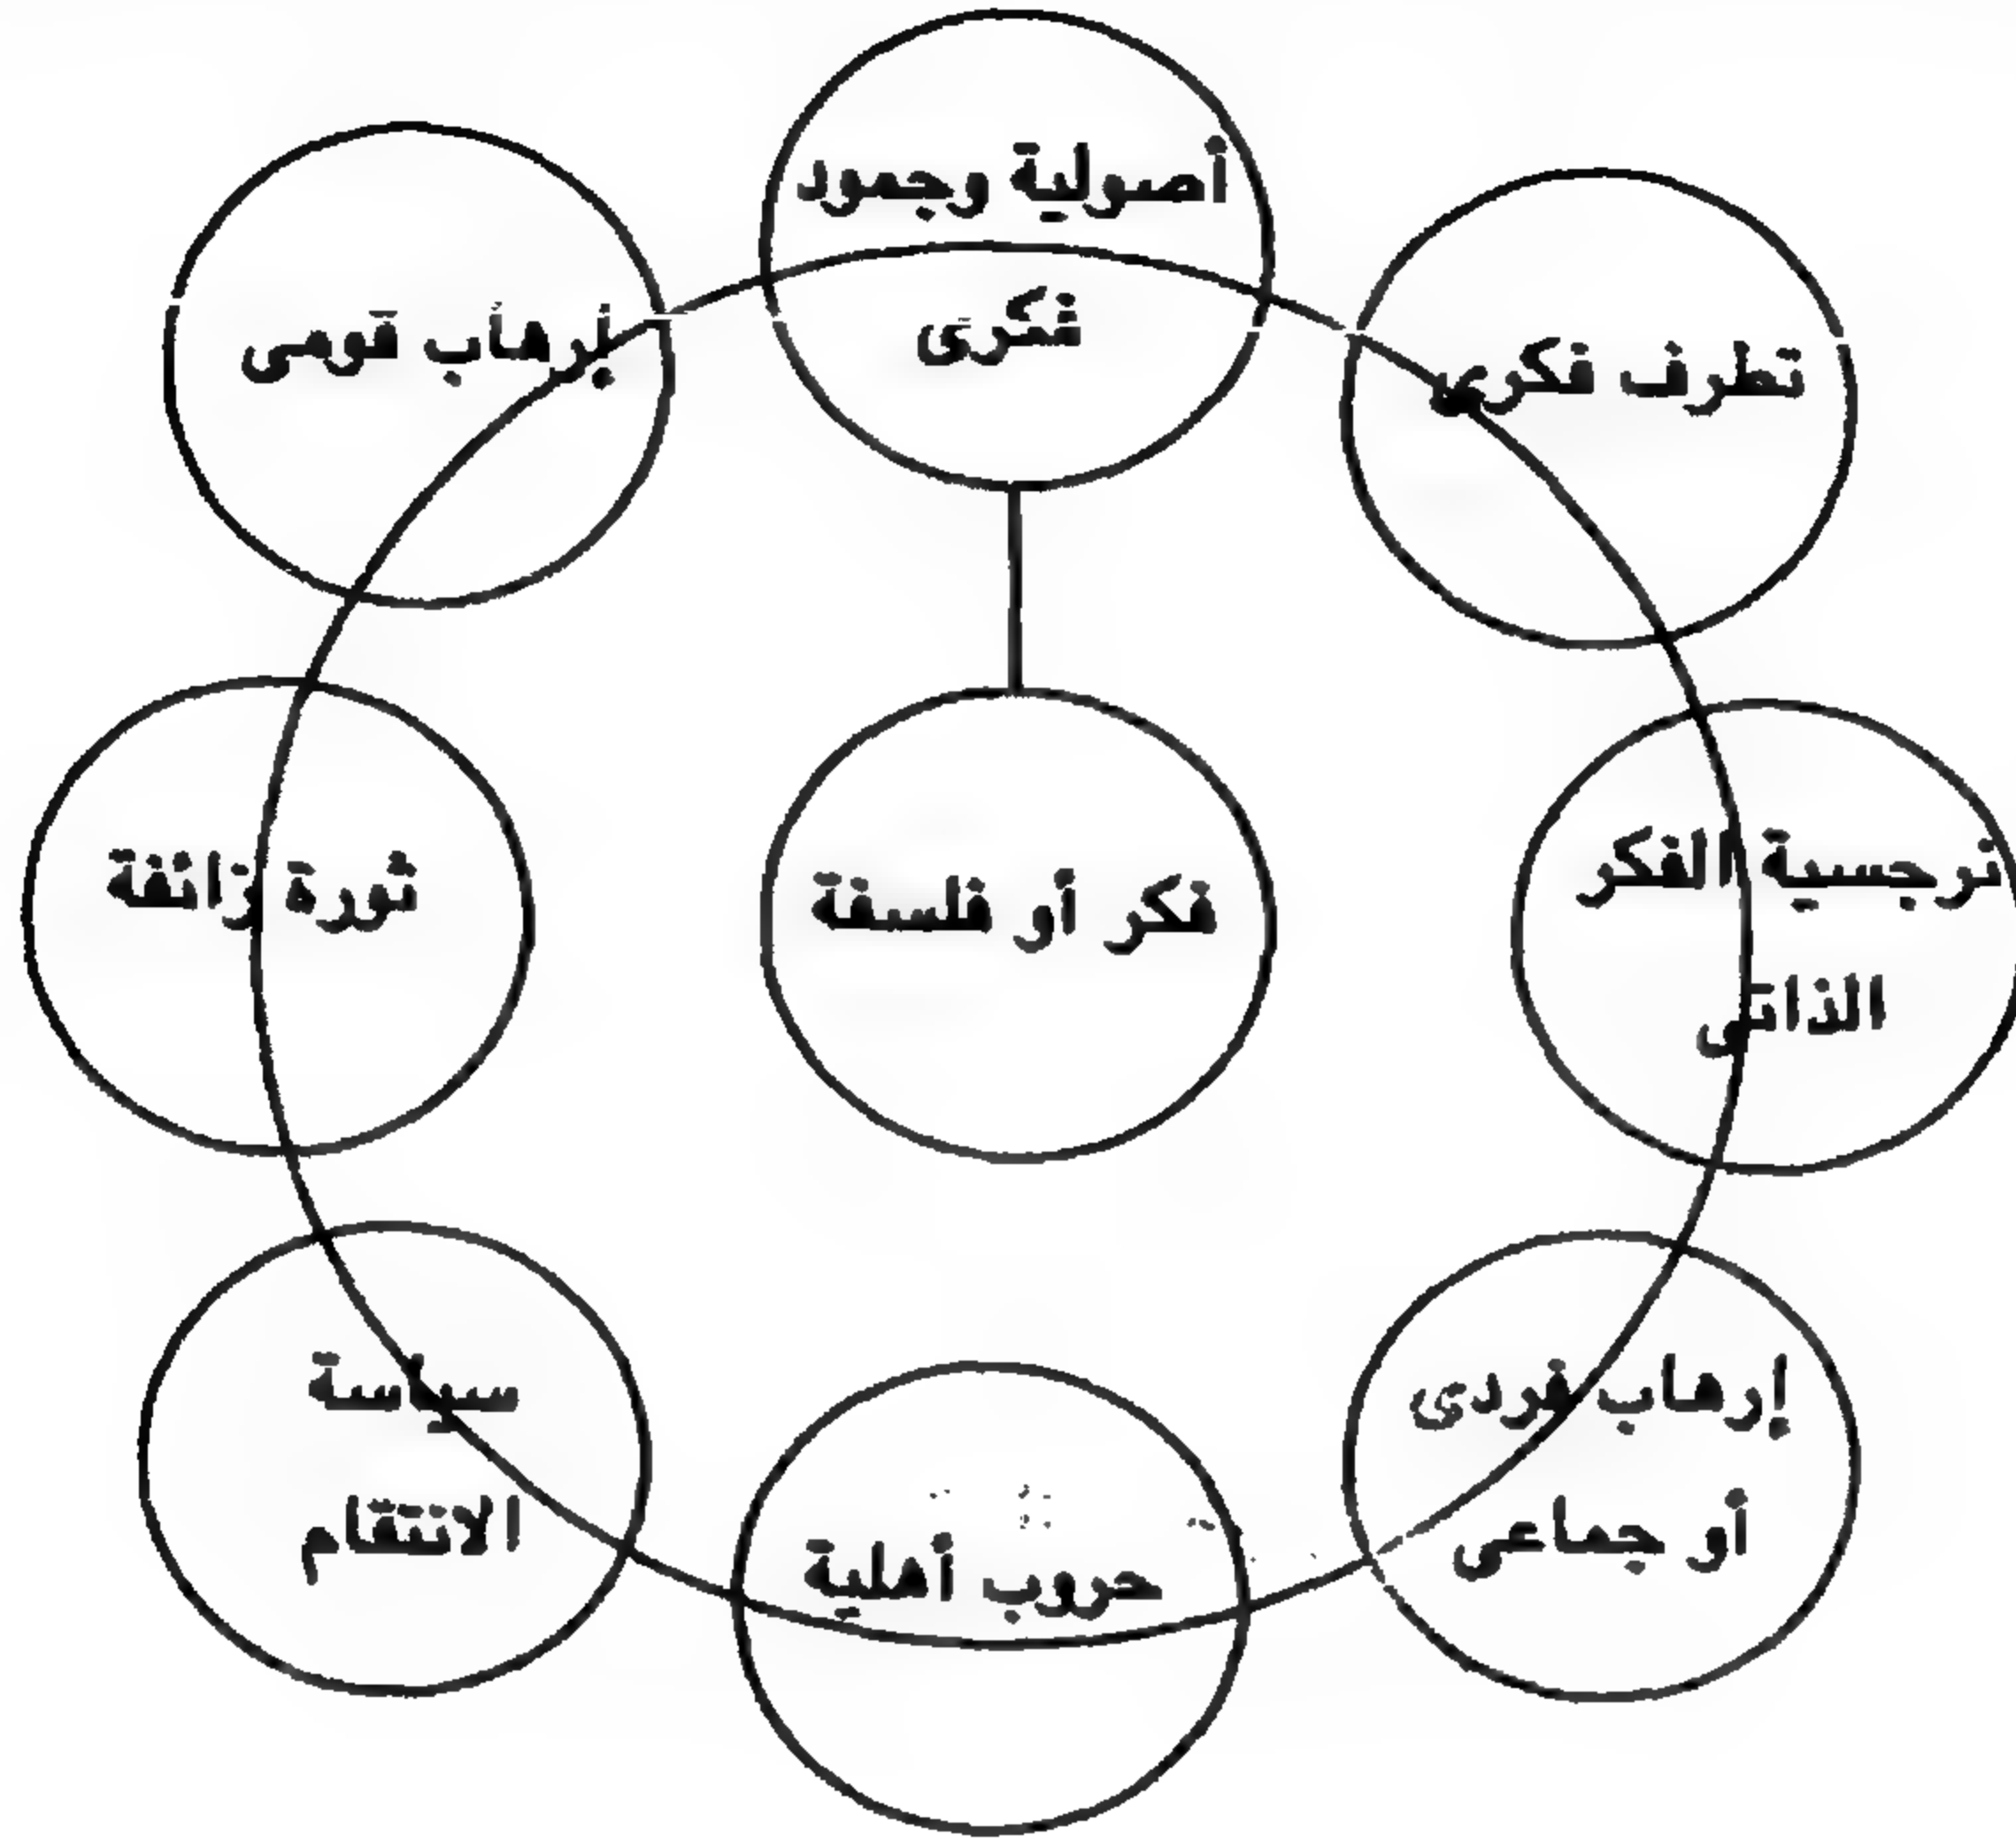 أصولية وجمود
فكرى
تطرف فكرى
نرجسية الفكر
الذاتى
إرهاب فردى
أو جماعى
حروب أهلية
سياسة
الانتقام
ثورة زائفة
إرهاب قومى
فكر أو فلسفة